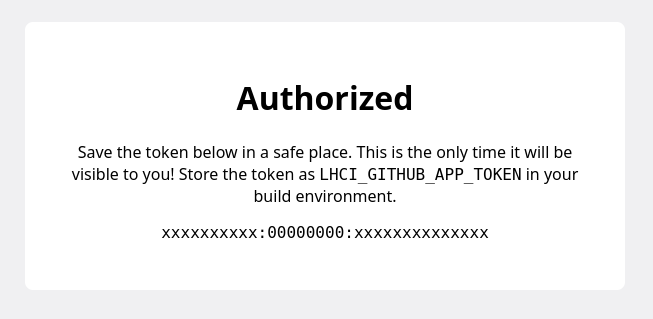 Authorized
Save the token below in a safe place. This is the only time it will be
visible to you! Store the token as LHCI_GITHUB_APP_TOKEN in your
build environment.
xxxxxxxxxx:00000000:xxxxxxxxxxxxxx